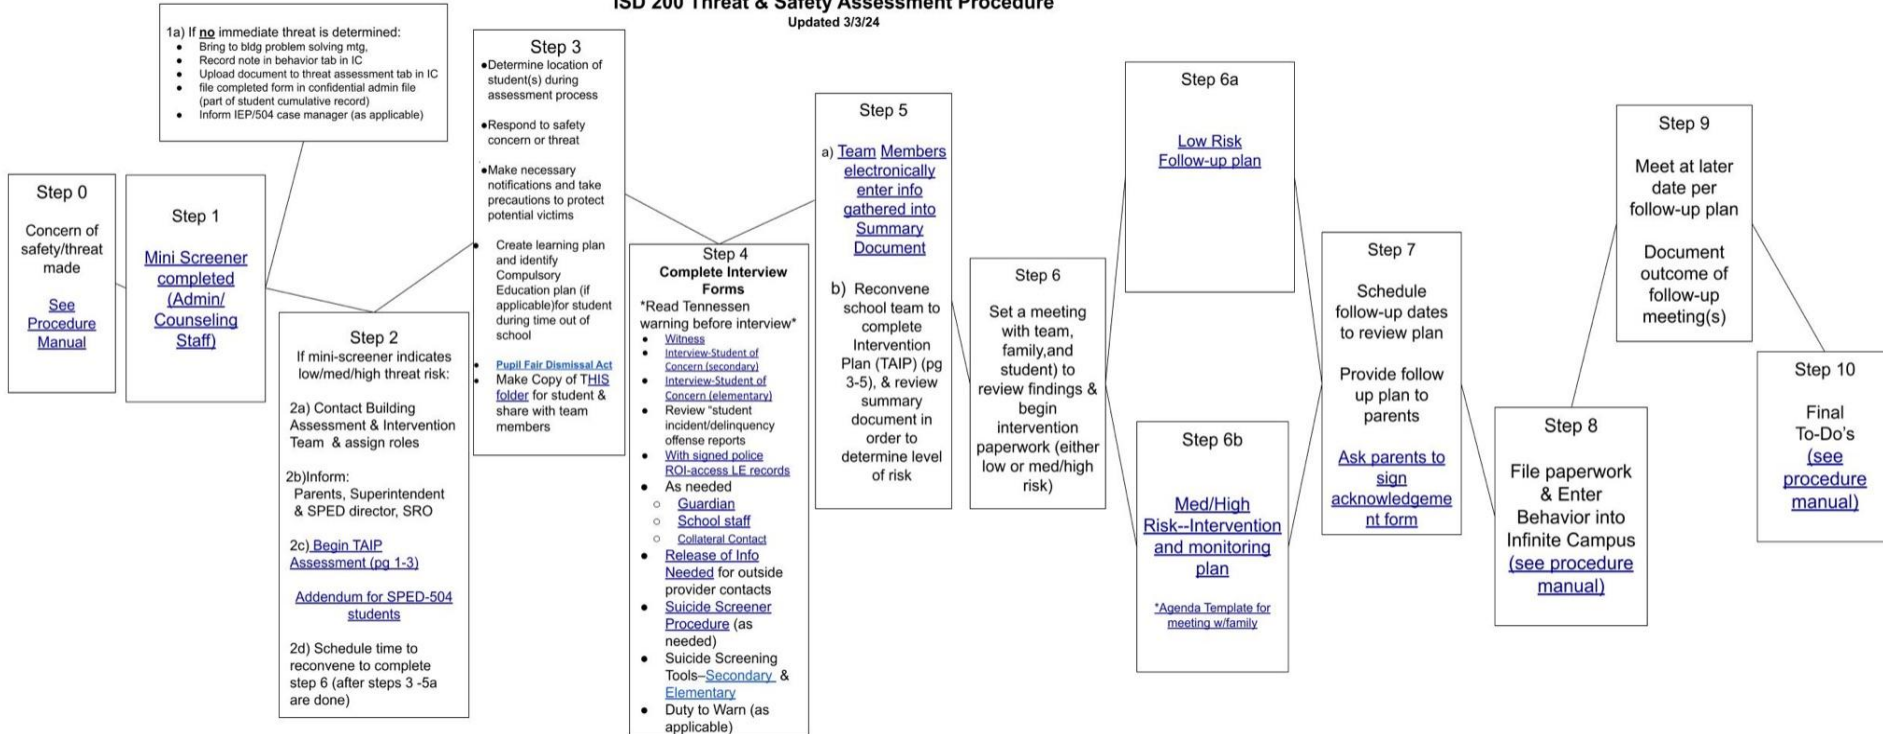 ISD 200 Threat & Safety Assessment Procedure
Updated 3/3/24
1a) If no immediate threat is determined:
● Bring to bldg problem solving mtg,
● Record note in behavior tab in IC
● Upload document to threat assessment tab in IC
● file completed form in confidential admin file
(part of student cumulative record)
● Inform IEP/504 case manager (as applicable)
Step 0
Concern of
safety/threat
made
See
Procedure
Manual
Step 1
Mini Screener
completed
(Admin/
Counseling
Staff)
Step 2
If mini-screener indicates
low/med/high threat risk:
2a) Contact Building
Assessment & Intervention
Team & assign roles
2b)Inform:
Parents, Superintendent
& SPED director, SRO
2c) Begin TAIP
Assessment (pg 1-3)
Addendum for SPED-504
students
2d) Schedule time to
reconvene to complete
step 6 (after steps 3 -5a
are done)
Step 3
●Determine location of
student(s) during
assessment process
●Respond to safety
concern or threat
●Make necessary
notifications and take
precautions to protect
potential victims
● Create learning plan
and identify
Compulsory
Education plan (if
applicable)for student
during time out of
school
● Pupil Fair Dismissal Act
● Make Copy of THIS
folder for student &
share with team
members
Step 4
Complete Interview
Forms
*Read Tennessen
warning before interview*
● Witness
● Interview-Student of
Concern (secondary)
● Interview-Student of
Concern (elementary)
● Review "student
incident/delinquency
offense reports
● With signed police
ROI-access LE records
● As needed
○ Guardian
○ School staff
○ Collateral Contact
● Release of Info
Needed for outside
provider contacts
● Suicide Screener
Procedure (as
needed)
● Suicide Screening
Tools–Secondary &
Elementary
● Duty to Warn (as
applicable)
Step 5
a) Team Members
electronically
enter info
gathered into
Summary
Document
b) Reconvene
school team to
complete
Intervention
Plan (TAIP) (pg
3-5), & review
summary
document in
order to
determine level
of risk
Step 6
Set a meeting
with team,
family,and
student) to
review findings &
begin
intervention
paperwork (either
low or med/high
risk)
Step 6a
Low Risk
Follow-up plan
Step 6b
Med/High
Risk--Intervention
and monitoring
plan
*Agenda Template for
meeting w/family
Step 7
Schedule
follow-up dates
to review plan
Provide follow
up plan to
parents
Ask parents to
sign
acknowledgeme
nt form
Step 8
File paperwork
& Enter
Behavior into
Infinite Campus
(see procedure
manual)
Step 9
Meet at later
date per
follow-up plan
Document
outcome of
follow-up
meeting(s)
Step 10
Final
To-Do's
(see
procedure
manual)